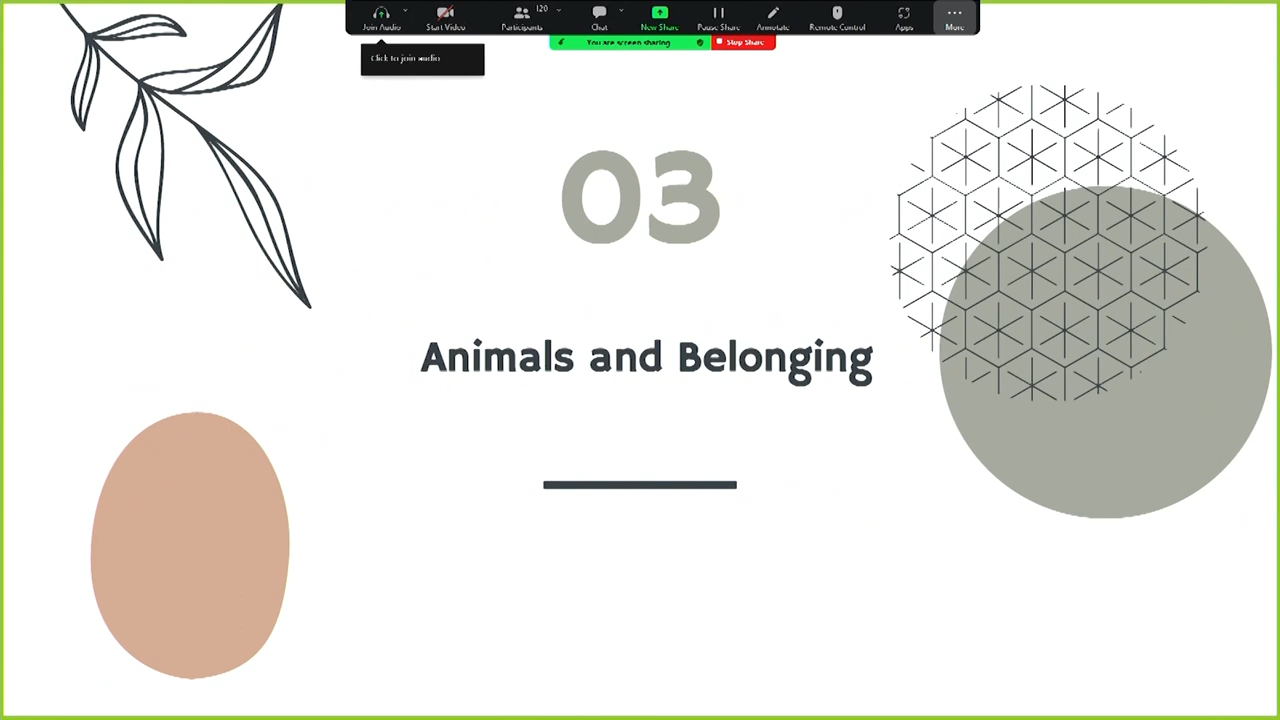 Join Audio
Start Video
Participants
120
Chat
New Share
Pause Share
Annotate
Remote Control
Apps
More
You are screen sharing
Stop Share
Click to join audio
03
Animals and Belonging